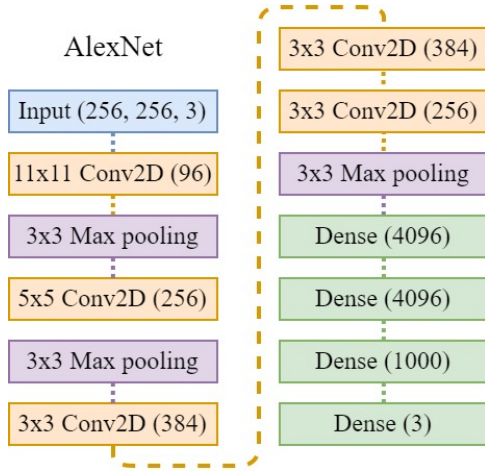 AlexNet
Input (256, 256, 3)
11x11 Conv2D (96)
3x3 Max pooling
5x5 Conv2D (256)
3x3 Max pooling
3x3 Conv2D (384)
3x3 Conv2D (384)
3x3 Conv2D (256)
3x3 Max pooling
Dense (4096)
Dense (4096)
Dense (1000)
Dense (3)